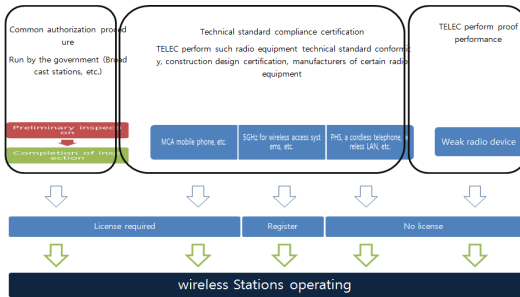 Common authorization proced
ure
Run by the government (Broad
cast stations, etc.)
Preliminary inspecti
on
Completion of insp
ection
Technical standard compliance certification
TELEC perform such radio equipment technical standard conformit
y, construction design certification, manufacturers of certain radio
equipment
MCA mobile phone, etc.
5GHz for wireless access syst
ems, etc.
PHS, a cordless telephone, w
reless LAN, etc.
TELEC perform proof
performance
Weak radio device
License required
Register
No license
wireless Stations operating